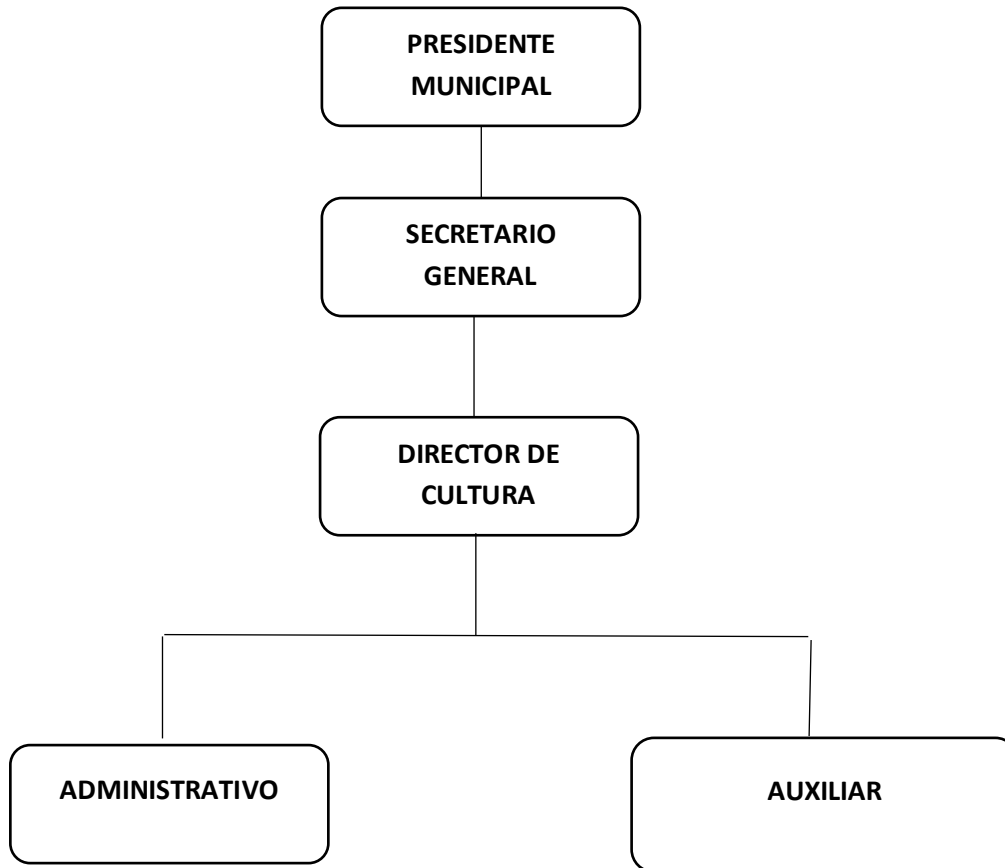 PRESIDENTE
MUNICIPAL
SECRETARIO
GENERAL
DIRECTOR DE
CULTURA
ADMINISTRATIVO
AUXILIAR